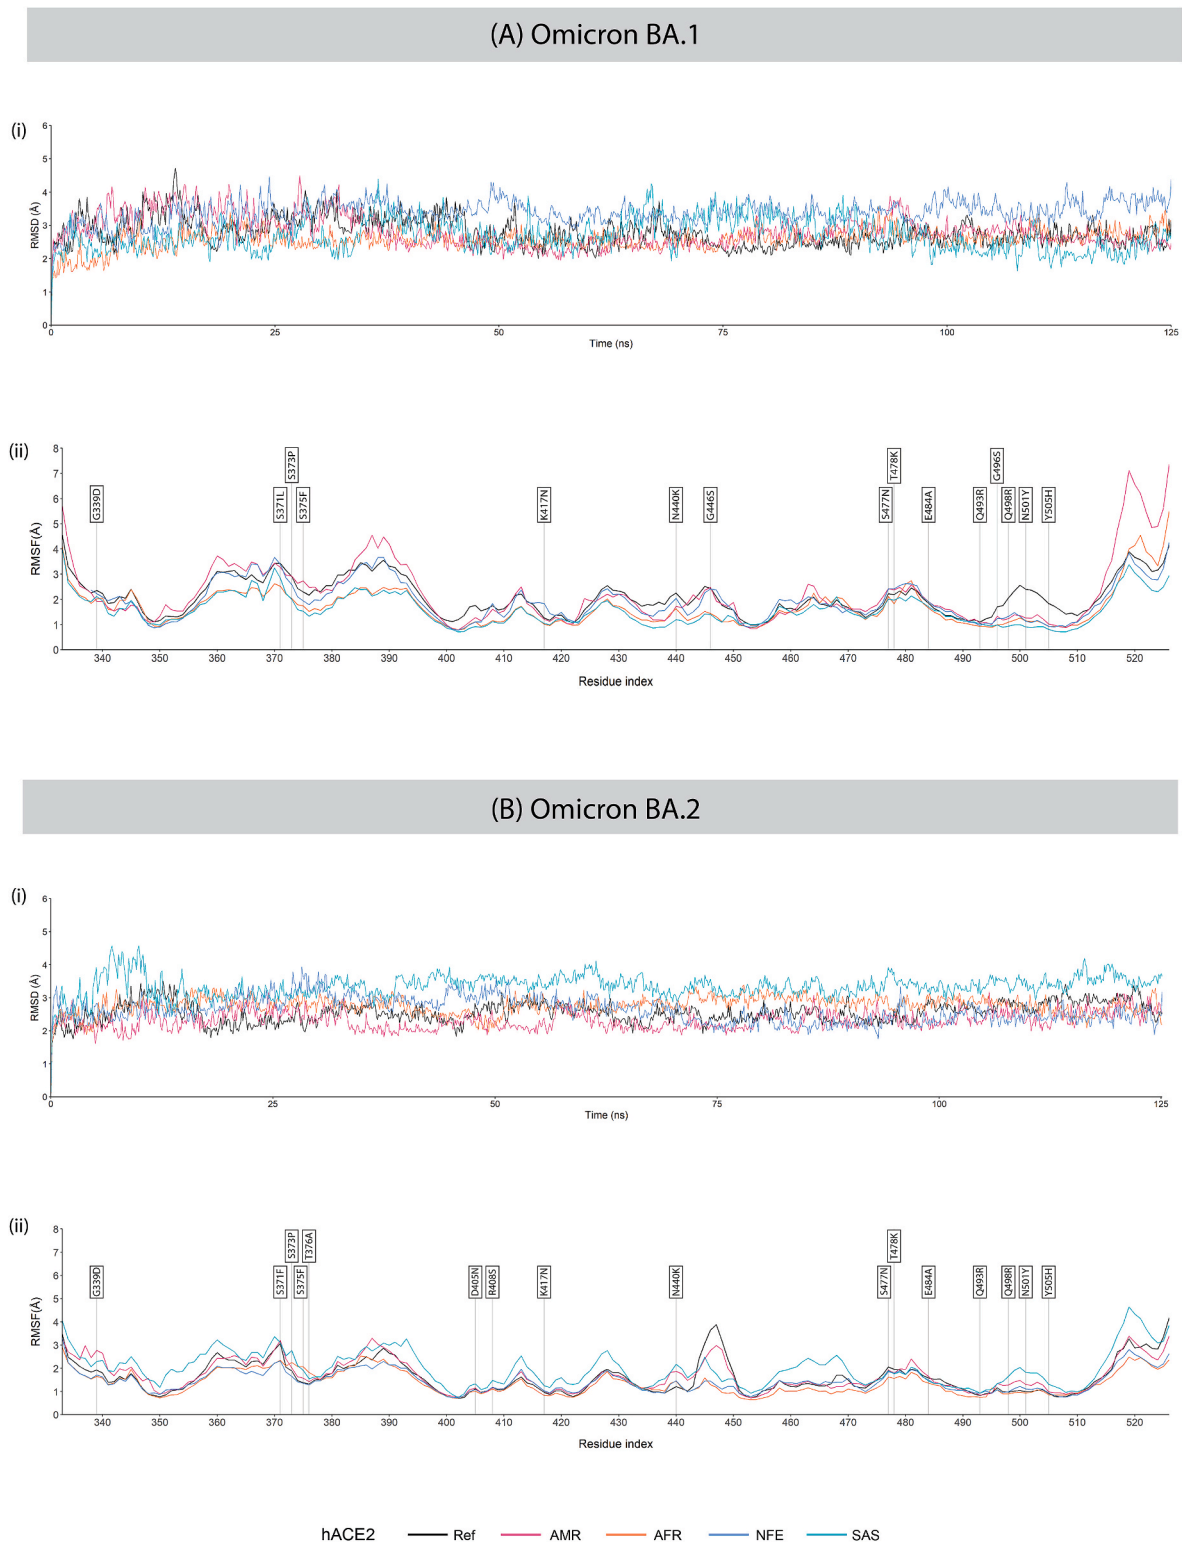 (A) Omicron BA.1
(i)
6
5
4
3
2
1
0
RMSD (Å)
0 25 50 75 100 125
Time (ns)
(ii)
8
7
6
5
4
3
2
1
0
RMSF(Å)
S373P T478K G496S
G339D S371L S375F K417N N440K G446S S477N E484A Q493R Q498R N501Y Y505H
340 350 360 370 380 390 400 410 420 430 440 450 460 470 480 490 500 510 520
Residue index
(B) Omicron BA.2
(i)
6
5
4
3
2
1
0
RMSD (Å)
0 25 50 75 100 125
Time (ns)
(ii)
8
7
6
5
4
3
2
1
0
RMSF(Å)
S373P T376A T478K
G339D S371F S375F D405N R408S K417N N440K S477N E484A Q493R Q498R N501Y Y505H
340 350 360 370 380 390 400 410 420 430 440 450 460 470 480 490 500 510 520
Residue index
hACE2 Ref AMR AFR NFE SAS